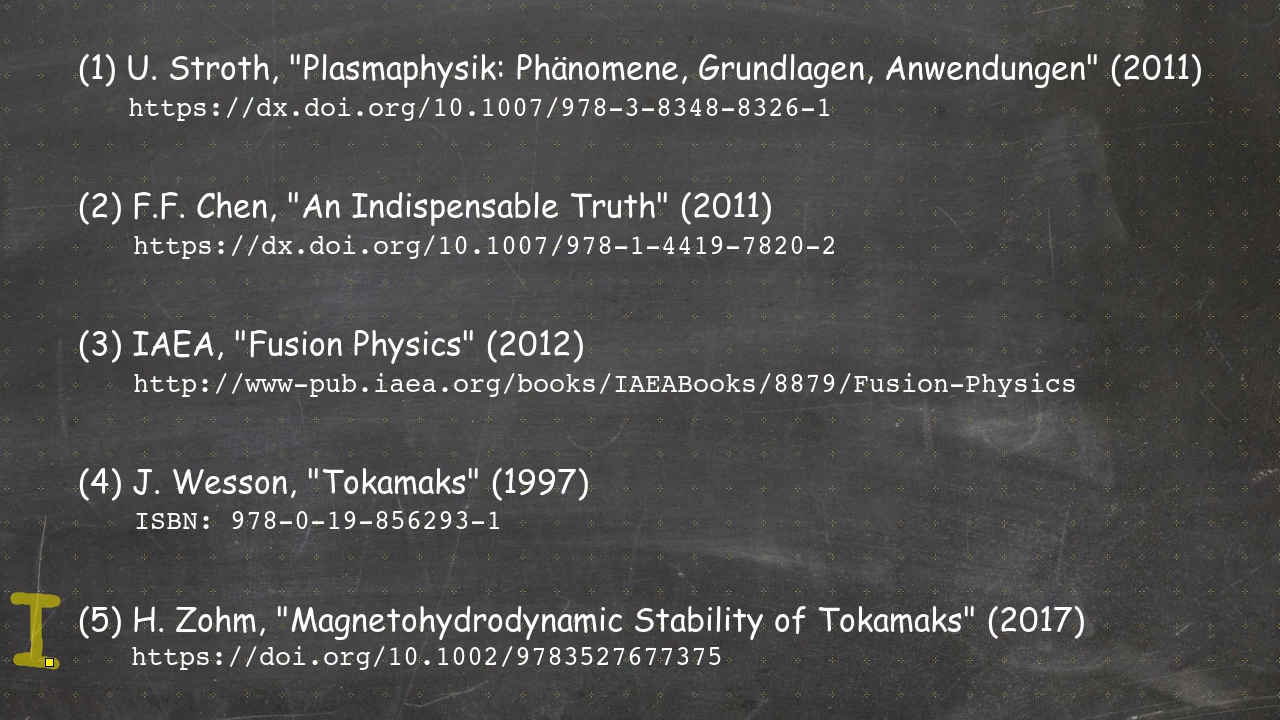 (1) U. Stroth, "Plasmaphysik: Phänomene, Grundlagen, Anwendungen" (2011)
https://dx.doi.org/10.1007/978-3-8348-8326-1
(2) F.F. Chen, "An Indispensable Truth" (2011)
https://dx.doi.org/10.1007/978-1-4419-7820-2
(3) IAEA, "Fusion Physics" (2012)
http://www-pub.iaea.org/books/IAEABooks/8879/Fusion-Physics
(4) J. Wesson, "Tokamaks" (1997)
ISBN: 978-0-19-856293-1
I (5) H. Zohm, "Magnetohydrodynamic Stability of Tokamaks" (2017)
https://doi.org/10.1002/9783527677375